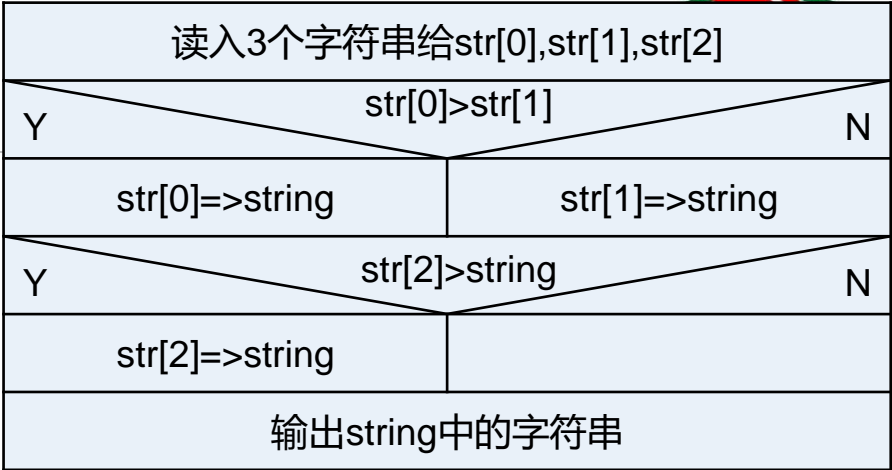 读入3个字符串给str[0],str[1],str[2]
str[0]>str[1]
Y
N
str[0]=>string
str[1]=>string
str[2]>string
Y
N
str[2]=>string
输出string中的字符串